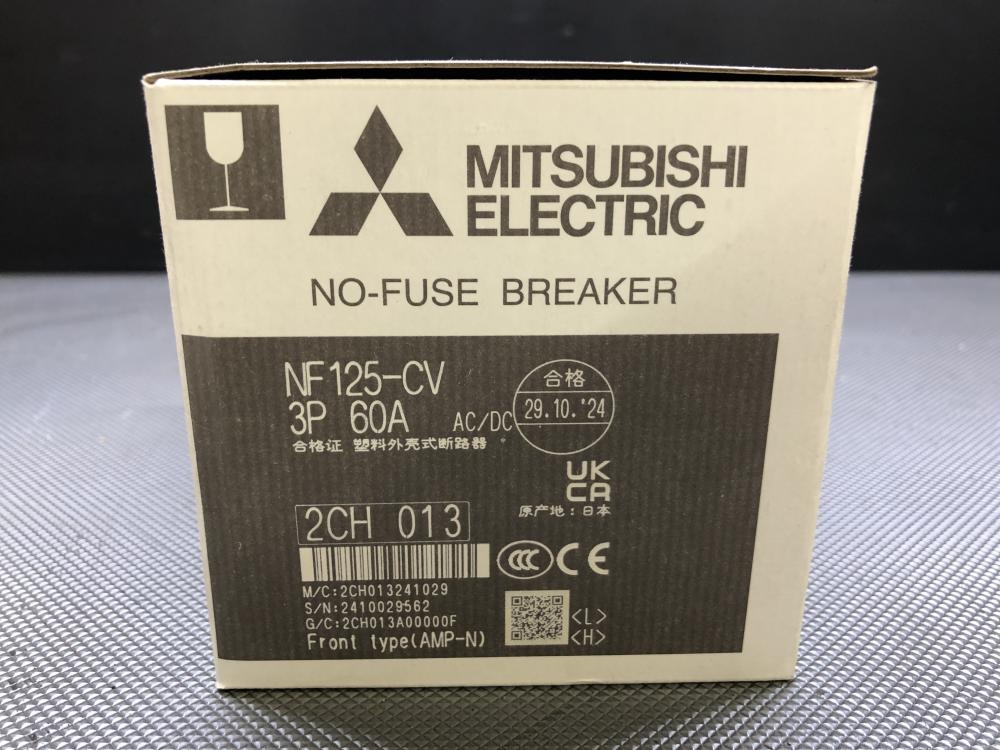 MITSUBISHI
ELECTRIC
NO-FUSE BREAKER
NF125-CV
3P 60A AC/DC
合格
29.10.'24
合格证 塑料外壳式断路器
UK
CA
原产地:日本
2CH 013
CCC CE
M/C:2CH013241029
S/N:2410029562
G/C:2CH013A00000F
Front type(AMP-N)
<L>
<H>